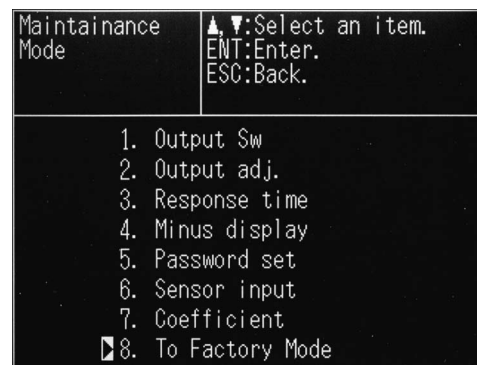 Maintainance
Mode
▲,▼:Select an item.
ENT:Enter.
ESC:Back.
1. Output Sw
2. Output adj.
3. Response time
4. Minus display
5. Password set
6. Sensor input
7. Coefficient
8. To Factory Mode